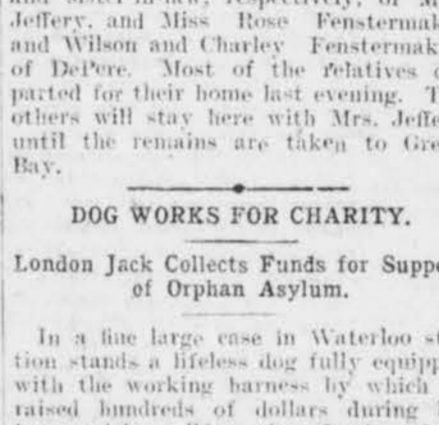 Jeffery, and Miss Rose Fenstermak
and Wilson and Charley Fenstermak
of DePere. Most of the relatives
parted for their home last evening. T
others will stay here with Mrs. Jeffe
until the remains are taken to Gre
Bay.
DOG WORKS FOR CHARITY.
London Jack Collects Funds for Suppo
of Orphan Asylum.
In a fine large case in Waterloo st
tion stands a lifeless dog fully equipp
with the working harness by which
raised hundreds of dollars during